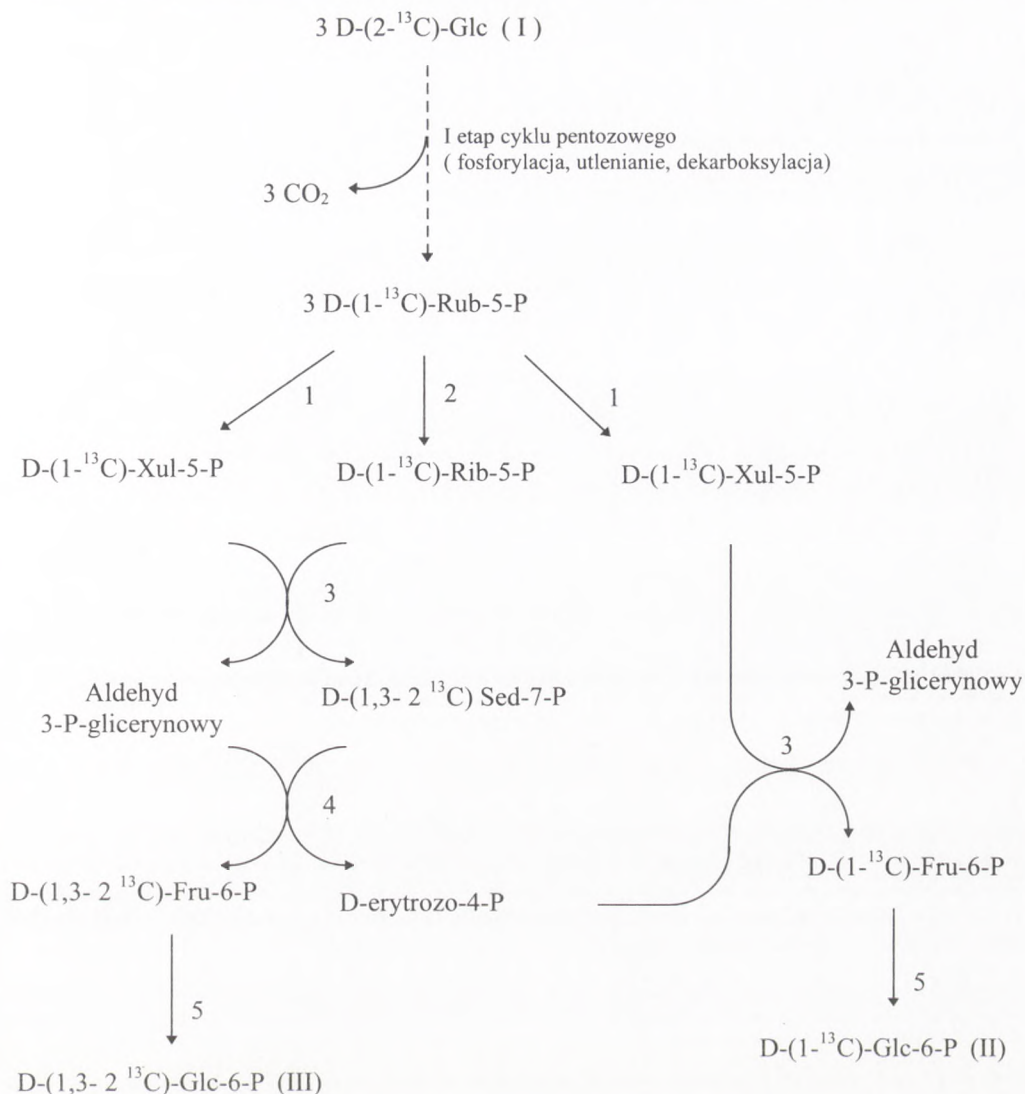 3 D-(2-¹³C)-Glc ( I )
I etap cyklu pentozowego
( fosforylacja, utlenianie, dekarboksylacja)
3 CO₂
3 D-(1-¹³C)-Rub-5-P
1
2
1
D-(1-¹³C)-Xul-5-P
D-(1-¹³C)-Rib-5-P
D-(1-¹³C)-Xul-5-P
3
Aldehyd
3-P-glicerynowy
D-(1,3- 2 ¹³C) Sed-7-P
Aldehyd
3-P-glicerynowy
3
4
D-(1,3- 2 ¹³C)-Fru-6-P
D-erytrozo-4-P
D-(1-¹³C)-Fru-6-P
5
5
D-(1,3- 2 ¹³C)-Glc-6-P (III)
D-(1-¹³C)-Glc-6-P (II)